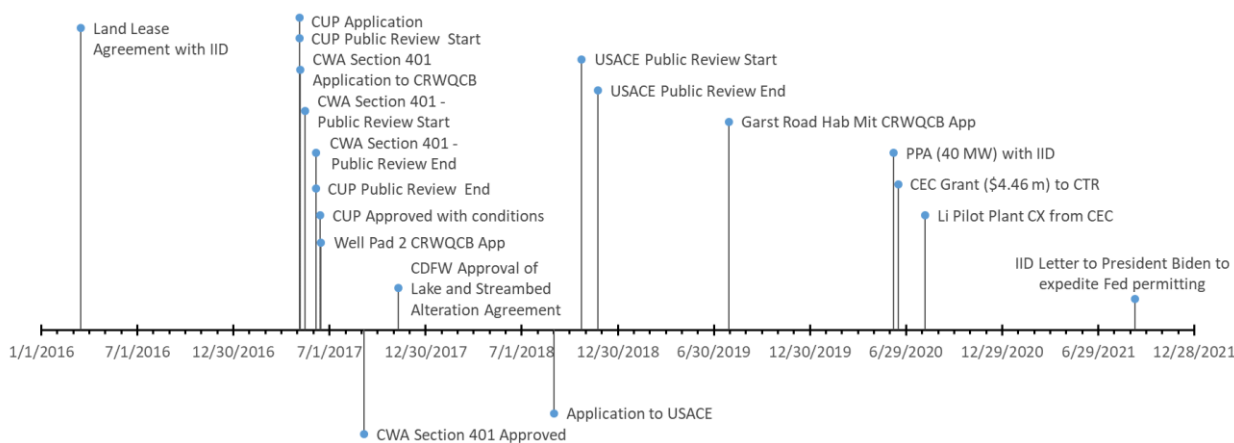 Land Lease
Agreement with IID
CUP Application
CUP Public Review Start
CWA Section 401
Application to CRWQCB
CWA Section 401 -
Public Review Start
CWA Section 401 -
Public Review End
CUP Public Review End
CUP Approved with conditions
Well Pad 2 CRWQCB App
CDFW Approval of
Lake and Streambed
Alteration Agreement
USACE Public Review Start
USACE Public Review End
Garst Road Hab Mit CRWQCB App
PPA (40 MW) with IID
CEC Grant ($4.46 m) to CTR
Li Pilot Plant CX from CEC
IID Letter to President Biden to
expedite Fed permitting
1/1/2016 7/1/2016 12/30/2016 7/1/2017 12/30/2017 7/1/2018 12/30/2018 6/30/2019 12/30/2019 6/29/2020 12/29/2020 6/29/2021 12/28/2021
Application to USACE
CWA Section 401 Approved